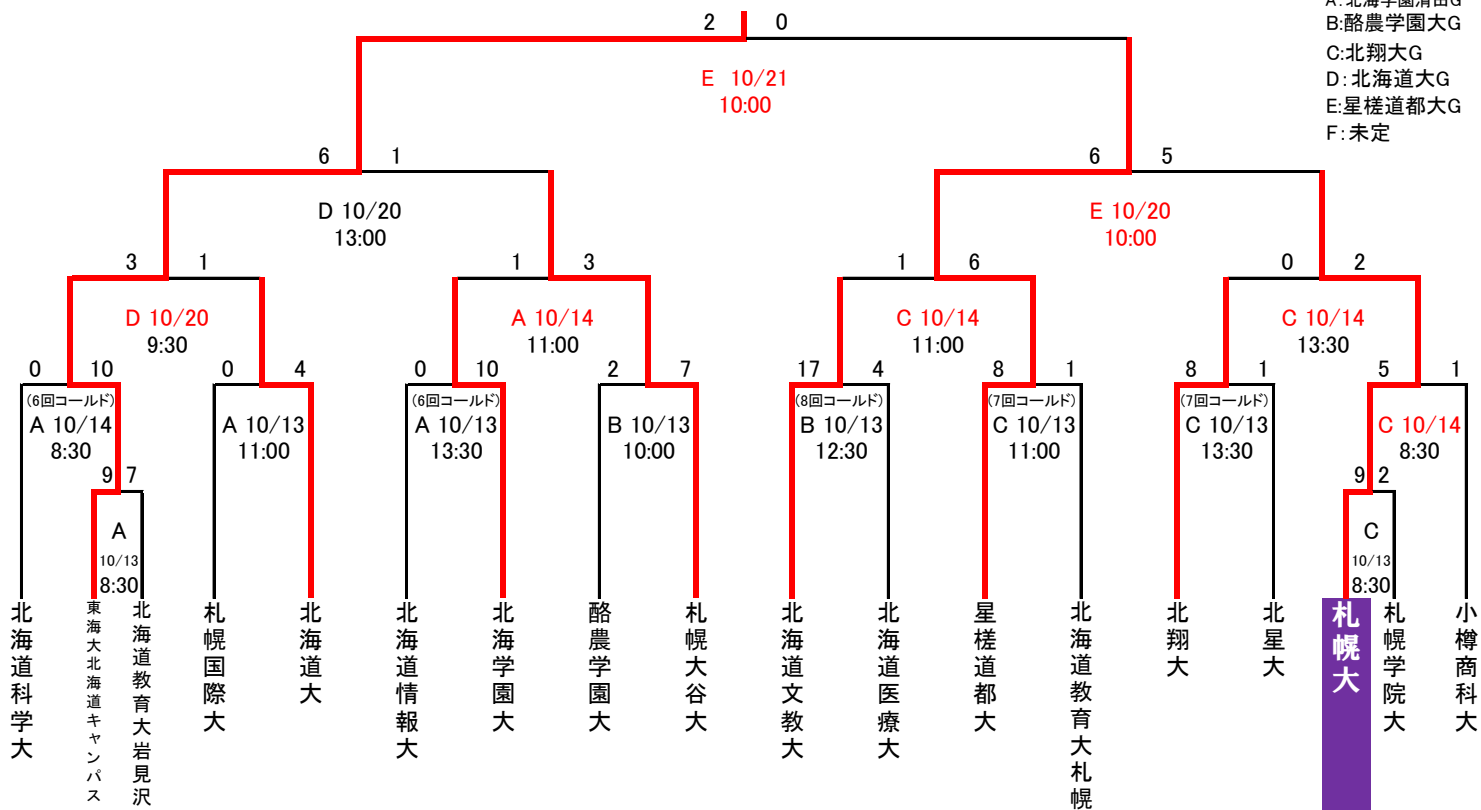 A:北海学園清田G
2 0
B:酪農学園大G
C:北翔大G
E 10/21
D:北海道大G
10:00
E:星槎道都大G
F:未定
6 1
6 5
D 10/20
13:00
E 10/20
10:00
3 1
1 3
1 6
0 2
D 10/20
9:30
A 10/14
11:00
C 10/14
11:00
C 10/14
13:30
0 10
0 4
0 10
2 7
17 4
8 1
8 1
5 1
(6回コールド)
A 10/14
8:30
A 10/13
11:00
(6回コールド)
A 10/13
13:30
B 10/13
10:00
(8回コールド)
B 10/13
12:30
(7回コールド)
C 10/13
11:00
(7回コールド)
C 10/13
13:30
C 10/14
8:30
9 7
A
10/13
8:30
9 2
C
10/13
8:30
北海道科学大
東海大北海道キャンパス
北海道教育大岩見沢
札幌国際大
北海道大
北海道情報大
北海学園大
酪農学園大
札幌大谷大
北海道文教大
北海道医療大
星槎道都大
北海道教育大札幌
北翔大
北星大
札幌大
札幌学院大
小樽商科大